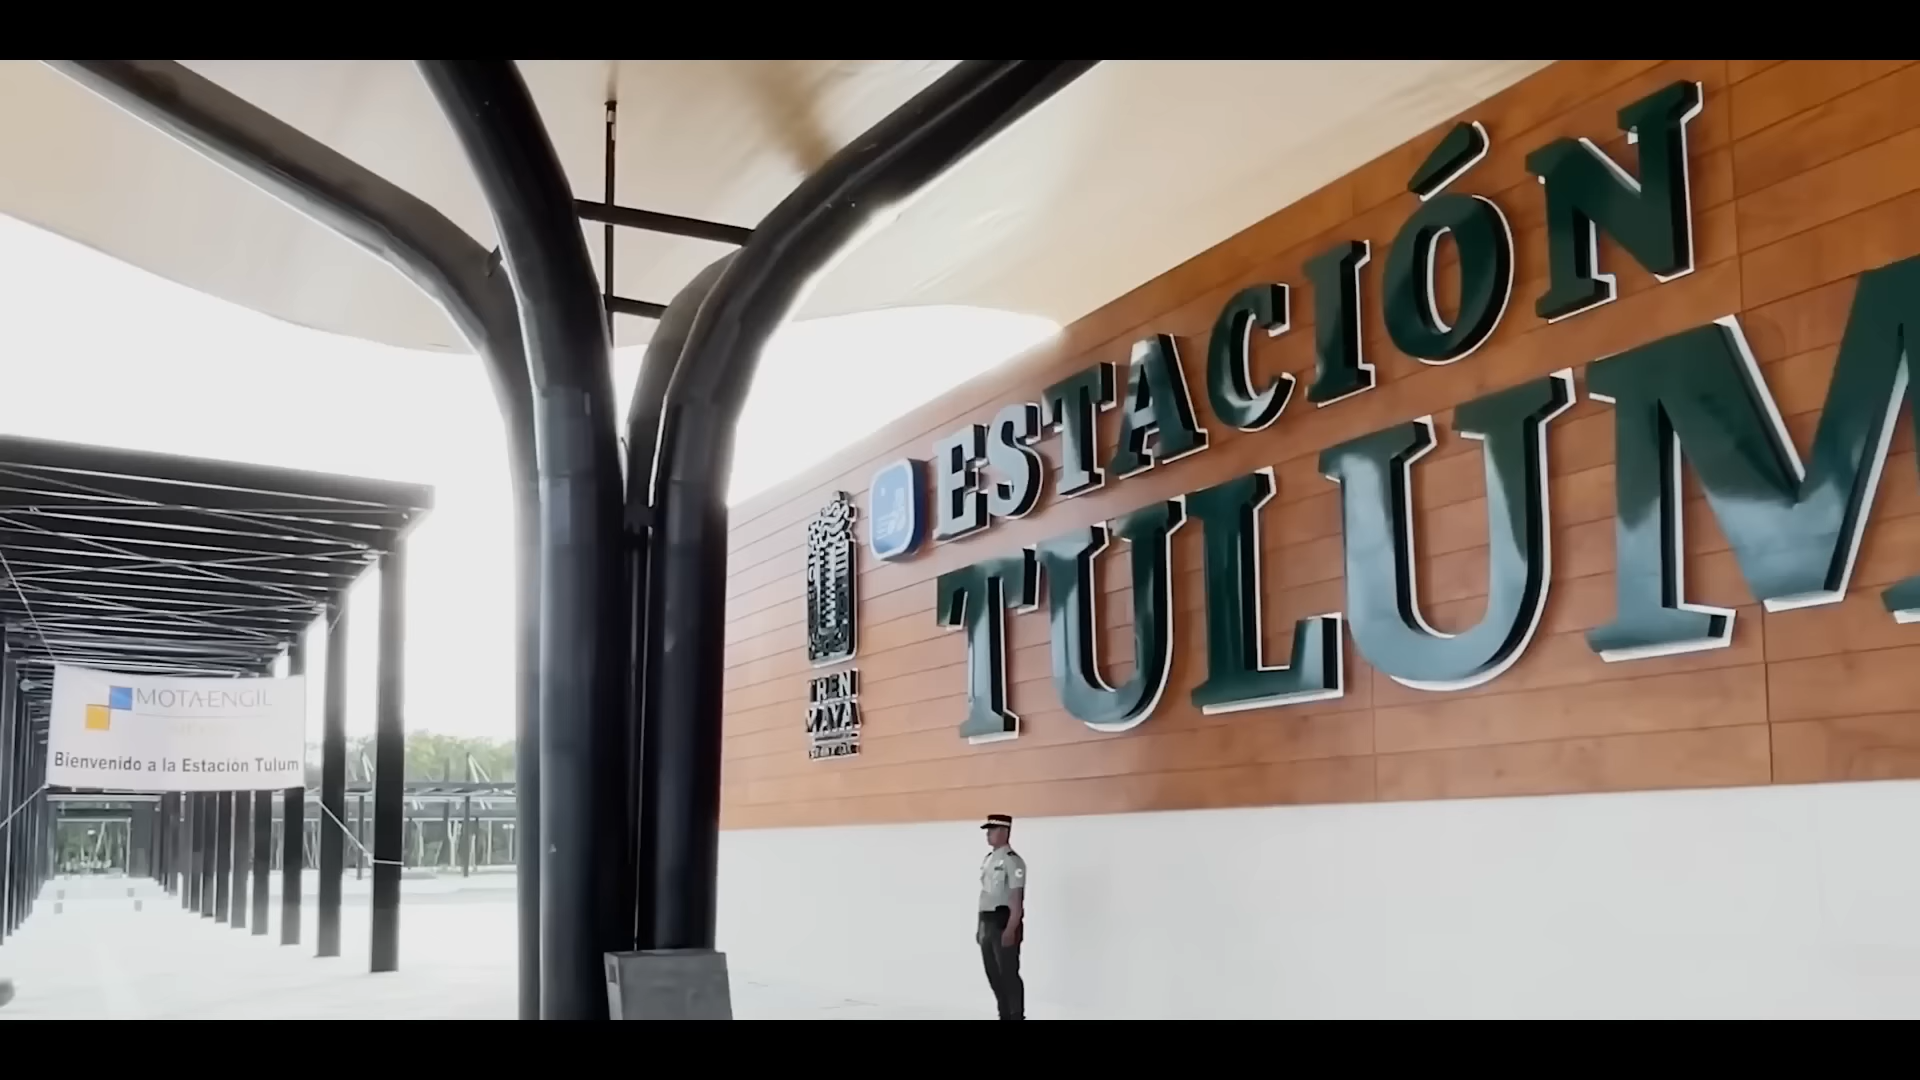 ESTACIÓN
TULUM
TREN
MAYA
MOTA-ENGIL
Bienvenido a la Estación Tulum